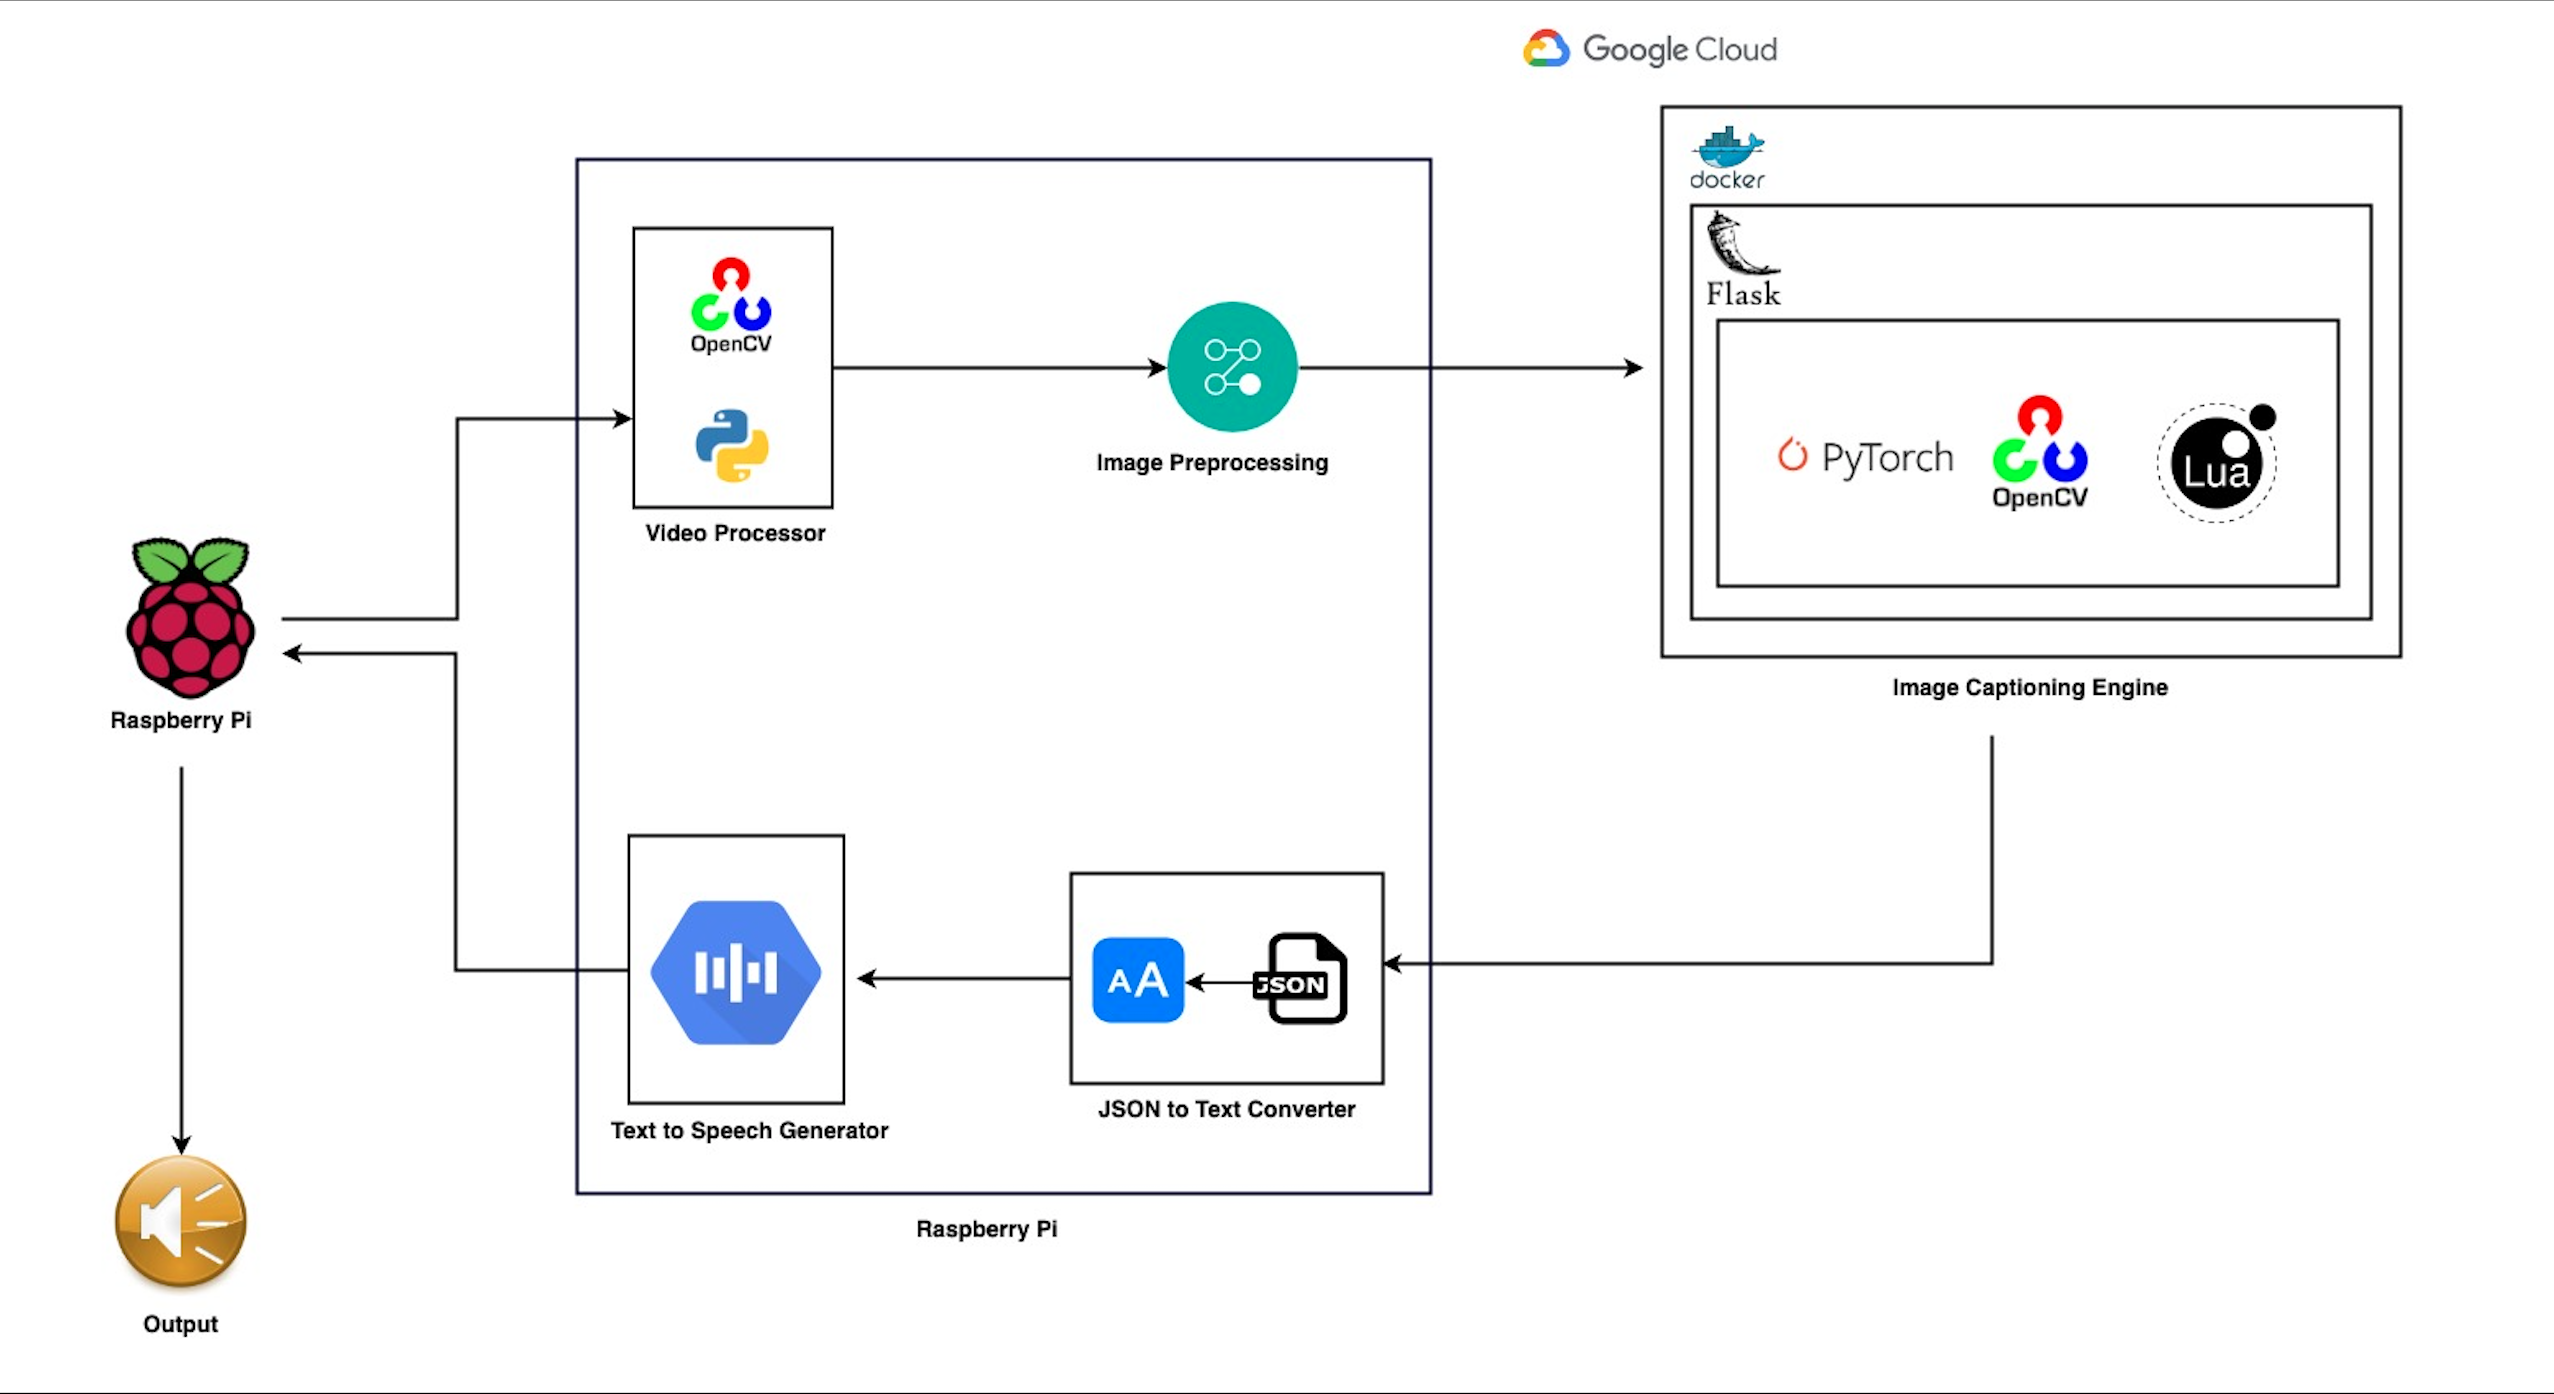 Google Cloud
docker
Flask
OpenCV
PyTorch
OpenCV
Lua
Image Preprocessing
Video Processor
Image Captioning Engine
Raspberry Pi
AA
JSON
JSON to Text Converter
Text to Speech Generator
Raspberry Pi
Output